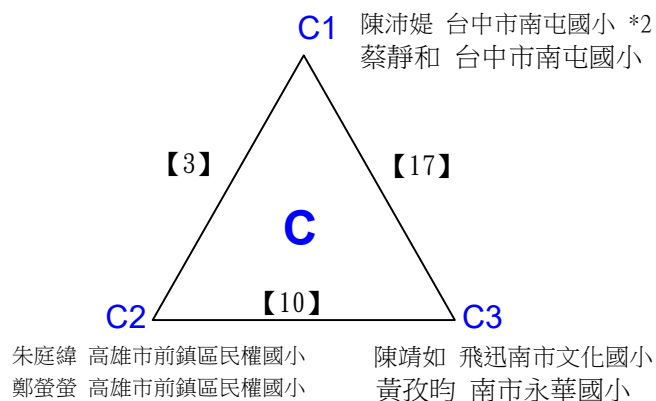 C1 陳沛媞 台中市南屯國小 *2
蔡靜和 台中市南屯國小
【3】 【17】
C
C2 【10】 C3
朱庭緯 高雄市前鎮區民權國小 陳靖如 飛迅南市文化國小
鄭螢螢 高雄市前鎮區民權國小 黃孜昀 南市永華國小